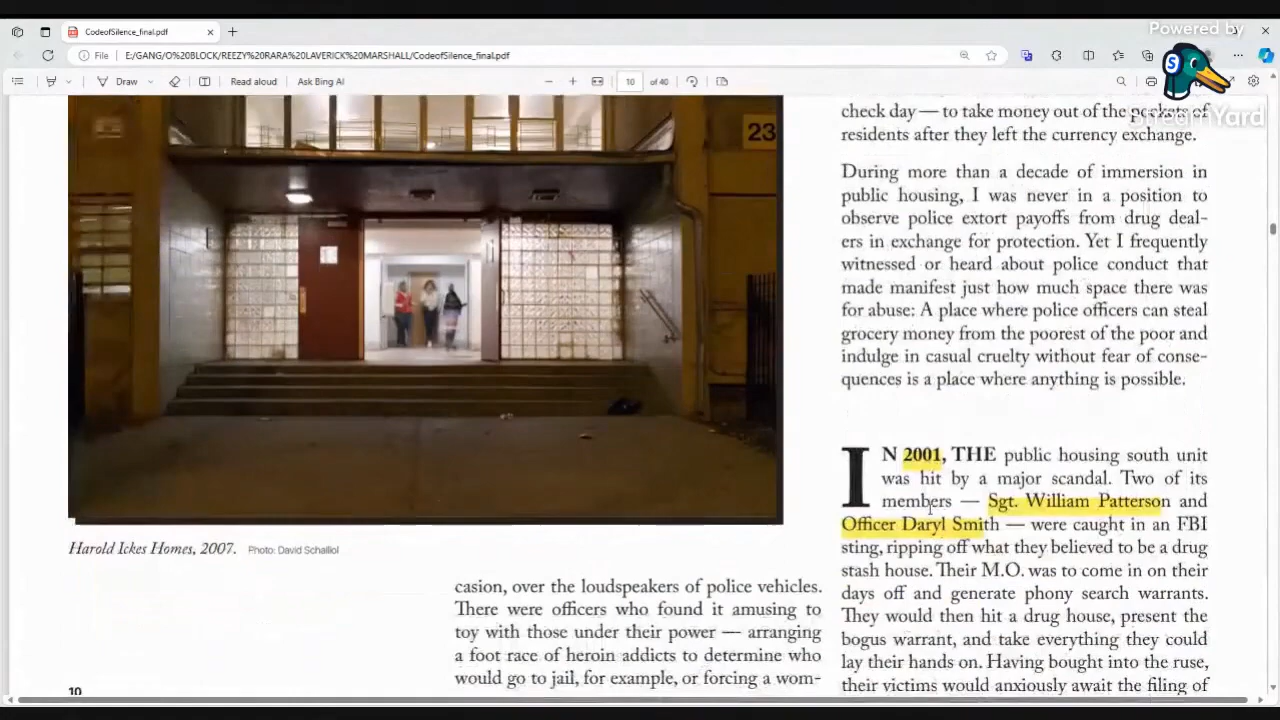 Powered by
StreamYard
CodeofSilence_final.pdf
File
E:/GANG/O%20BLOCK/REEZY%20RARA%20LAVERICK%20MARSHALL/CodeofSilence_final.pdf
Draw
Read aloud
Ask Bing AI
10 of 40
23
Harold Ickes Homes, 2007. Photo: David Schalliol
casion, over the loudspeakers of police vehicles.
There were officers who found it amusing to
toy with those under their power — arranging
a foot race of heroin addicts to determine who
would go to jail, for example, or forcing a wom-
10
check day — to take money out of the pockets of
residents after they left the currency exchange.
During more than a decade of immersion in
public housing, I was never in a position to
observe police extort payoffs from drug deal-
ers in exchange for protection. Yet I frequently
witnessed or heard about police conduct that
made manifest just how much space there was
for abuse: A place where police officers can steal
grocery money from the poorest of the poor and
indulge in casual cruelty without fear of conse-
quences is a place where anything is possible.
IN 2001, THE public housing south unit
was hit by a major scandal. Two of its
members — Sgt. William Patterson and
Officer Daryl Smith — were caught in an FBI
sting, ripping off what they believed to be a drug
stash house. Their M.O. was to come in on their
days off and generate phony search warrants.
They would then hit a drug house, present the
bogus warrant, and take everything they could
lay their hands on. Having bought into the ruse,
their victims would anxiously await the filing of